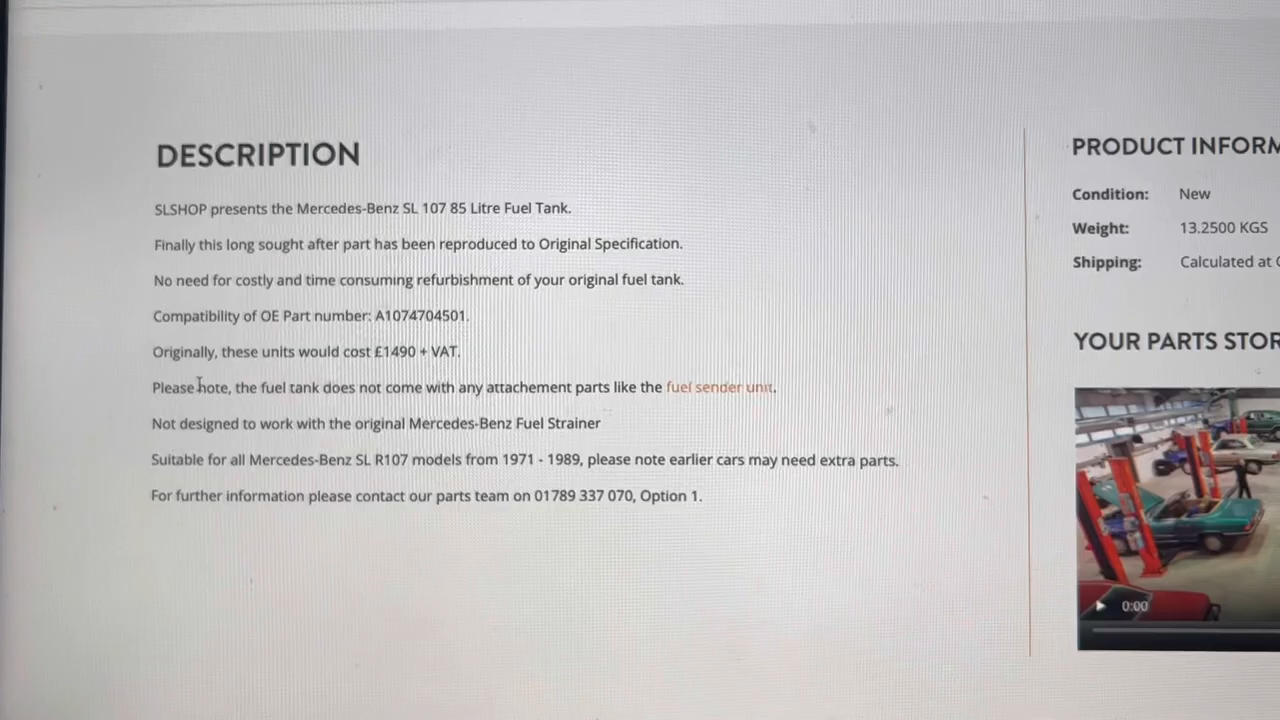 DESCRIPTION
SLSHOP presents the Mercedes-Benz SL 107 85 Litre Fuel Tank.
Finally this long sought after part has been reproduced to Original Specification.
No need for costly and time consuming refurbishment of your original fuel tank.
Compatibility of OE Part number: A1074704501.
Originally, these units would cost £1490 + VAT.
Please note, the fuel tank does not come with any attachement parts like the fuel sender unit.
Not designed to work with the original Mercedes-Benz Fuel Strainer
Suitable for all Mercedes-Benz SL R107 models from 1971 - 1989, please note earlier cars may need extra parts.
For further information please contact our parts team on 01789 337 070, Option 1.
PRODUCT INFORM
Condition: New
Weight: 13.2500 KGS
Shipping: Calculated at
YOUR PARTS STOR
0:00